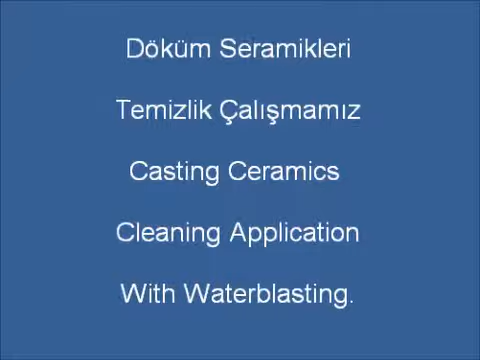 Döküm Seramikleri
Temizlik Çalışmamız
Casting Ceramics
Cleaning Application
With Waterblasting.